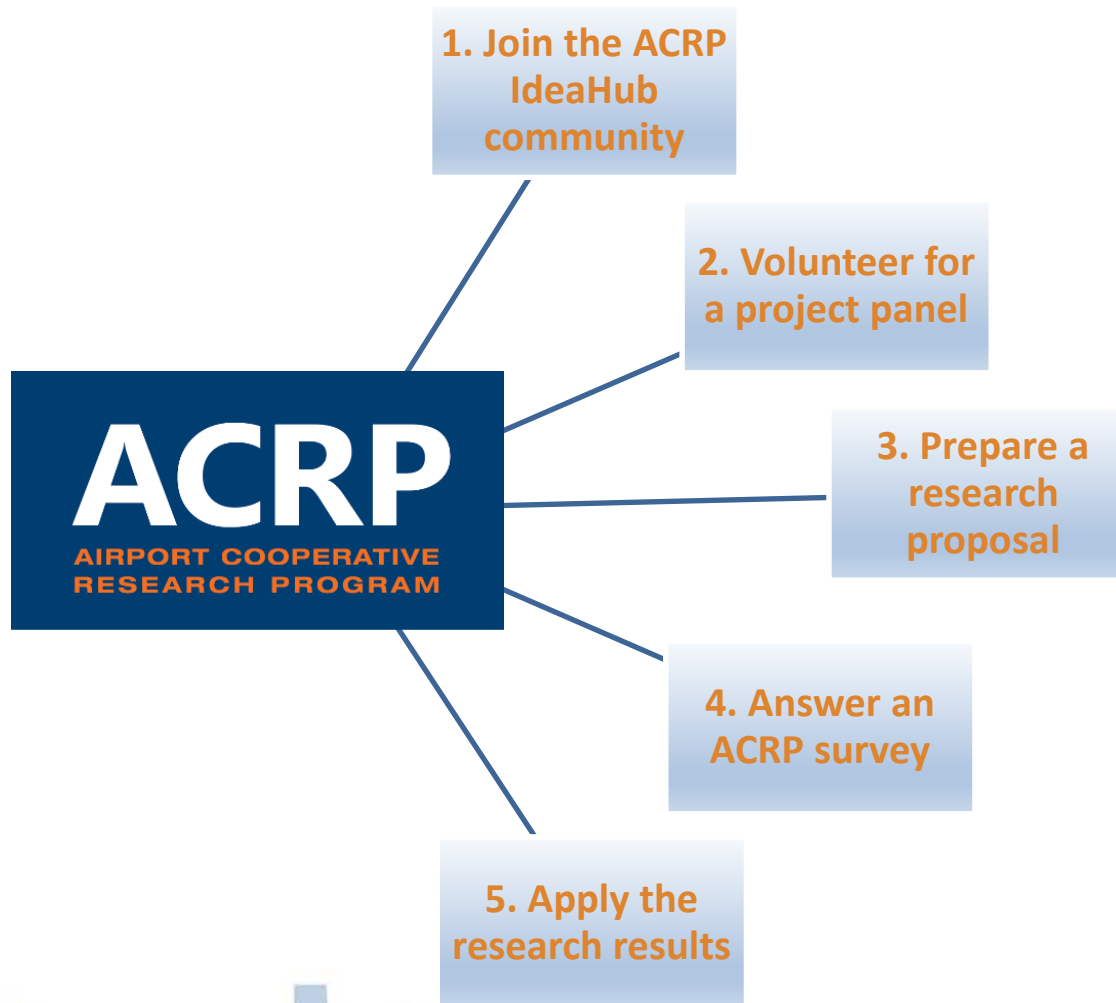 1. Join the ACRP
IdeaHub
community
2. Volunteer for
a project panel
ACRP
AIRPORT COOPERATIVE
RESEARCH PROGRAM
3. Prepare a
research
proposal
4. Answer an
ACRP survey
5. Apply the
research results